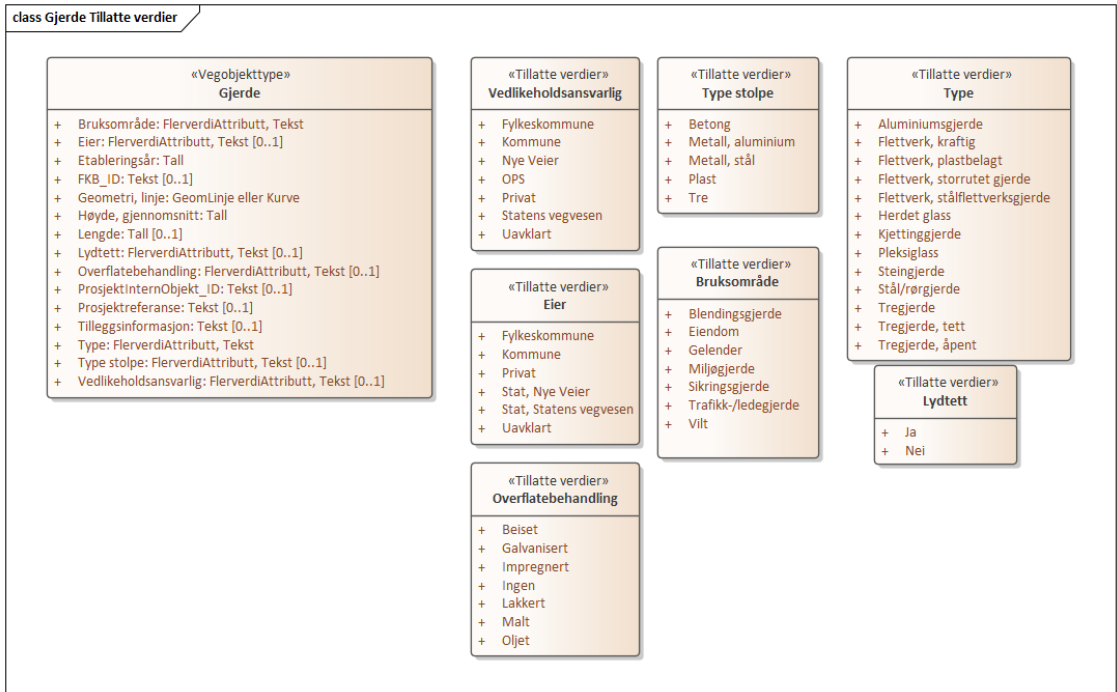 class Gjerde Tillatte verdier
«Vegobjekttype»
Gjerde
+ Bruksområde: FlerverdiAttributt, Tekst
+ Eier: FlerverdiAttributt, Tekst [0..1]
+ Etableringsår: Tall
+ FKB_ID: Tekst [0..1]
+ Geometri, linje: GeomLinje eller Kurve
+ Høyde, gjennomsnitt: Tall
+ Lengde: Tall [0..1]
+ Lydtett: FlerverdiAttributt, Tekst [0..1]
+ Overflatebehandling: FlerverdiAttributt, Tekst [0..1]
+ ProsjektInternObjekt_ID: Tekst [0..1]
+ Prosjektreferanse: Tekst [0..1]
+ Tilleggsinformasjon: Tekst [0..1]
+ Type: FlerverdiAttributt, Tekst
+ Type stolpe: FlerverdiAttributt, Tekst [0..1]
+ Vedlikeholdsansvarlig: FlerverdiAttributt, Tekst [0..1]
«Tillatte verdier»
Vedlikeholdsansvarlig
+ Fylkeskommune
+ Kommune
+ Nye Veier
+ OPS
+ Privat
+ Statens vegvesen
+ Uavklart
«Tillatte verdier»
Eier
+ Fylkeskommune
+ Kommune
+ Privat
+ Stat, Nye Veier
+ Stat, Statens vegvesen
+ Uavklart
«Tillatte verdier»
Overflatebehandling
+ Beiset
+ Galvanisert
+ Impregnert
+ Ingen
+ Lakkert
+ Malt
+ Oljet
«Tillatte verdier»
Type stolpe
+ Betong
+ Metall, aluminium
+ Metall, stål
+ Plast
+ Tre
«Tillatte verdier»
Bruksområde
+ Blendingsgjerde
+ Eiendom
+ Gelender
+ Miljøgjerde
+ Sikringsgjerde
+ Trafikk-/ledegjerde
+ Vilt
«Tillatte verdier»
Type
+ Aluminiumsgjerde
+ Flettverk, kraftig
+ Flettverk, plastbelagt
+ Flettverk, storrutet gjerde
+ Flettverk, stålflettverksgjerde
+ Herdet glass
+ Kjettinggjerde
+ Pleksiglass
+ Steingjerde
+ Stål/rørgjerde
+ Tregjerde
+ Tregjerde, tett
+ Tregjerde, åpent
«Tillatte verdier»
Lydtett
+ Ja
+ Nei